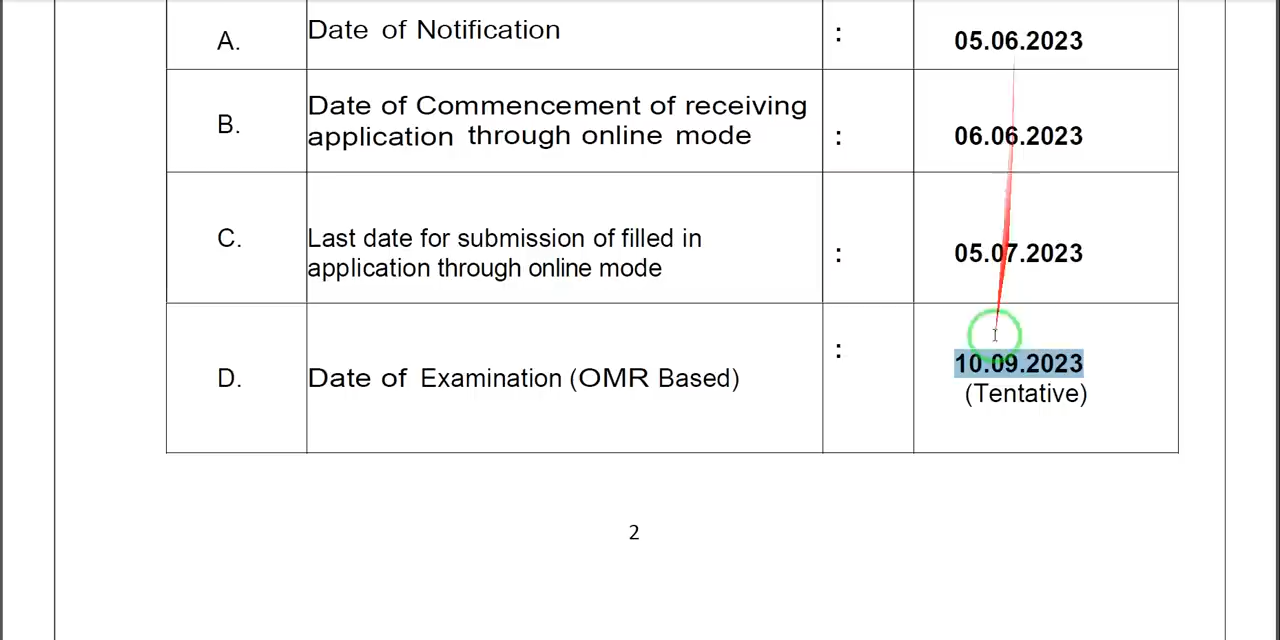 A. Date of Notification : 05.06.2023
B. Date of Commencement of receiving
application through online mode : 06.06.2023
C. Last date for submission of filled in
application through online mode : 05.07.2023
D. Date of Examination (OMR Based) : 10.09.2023
(Tentative)
2